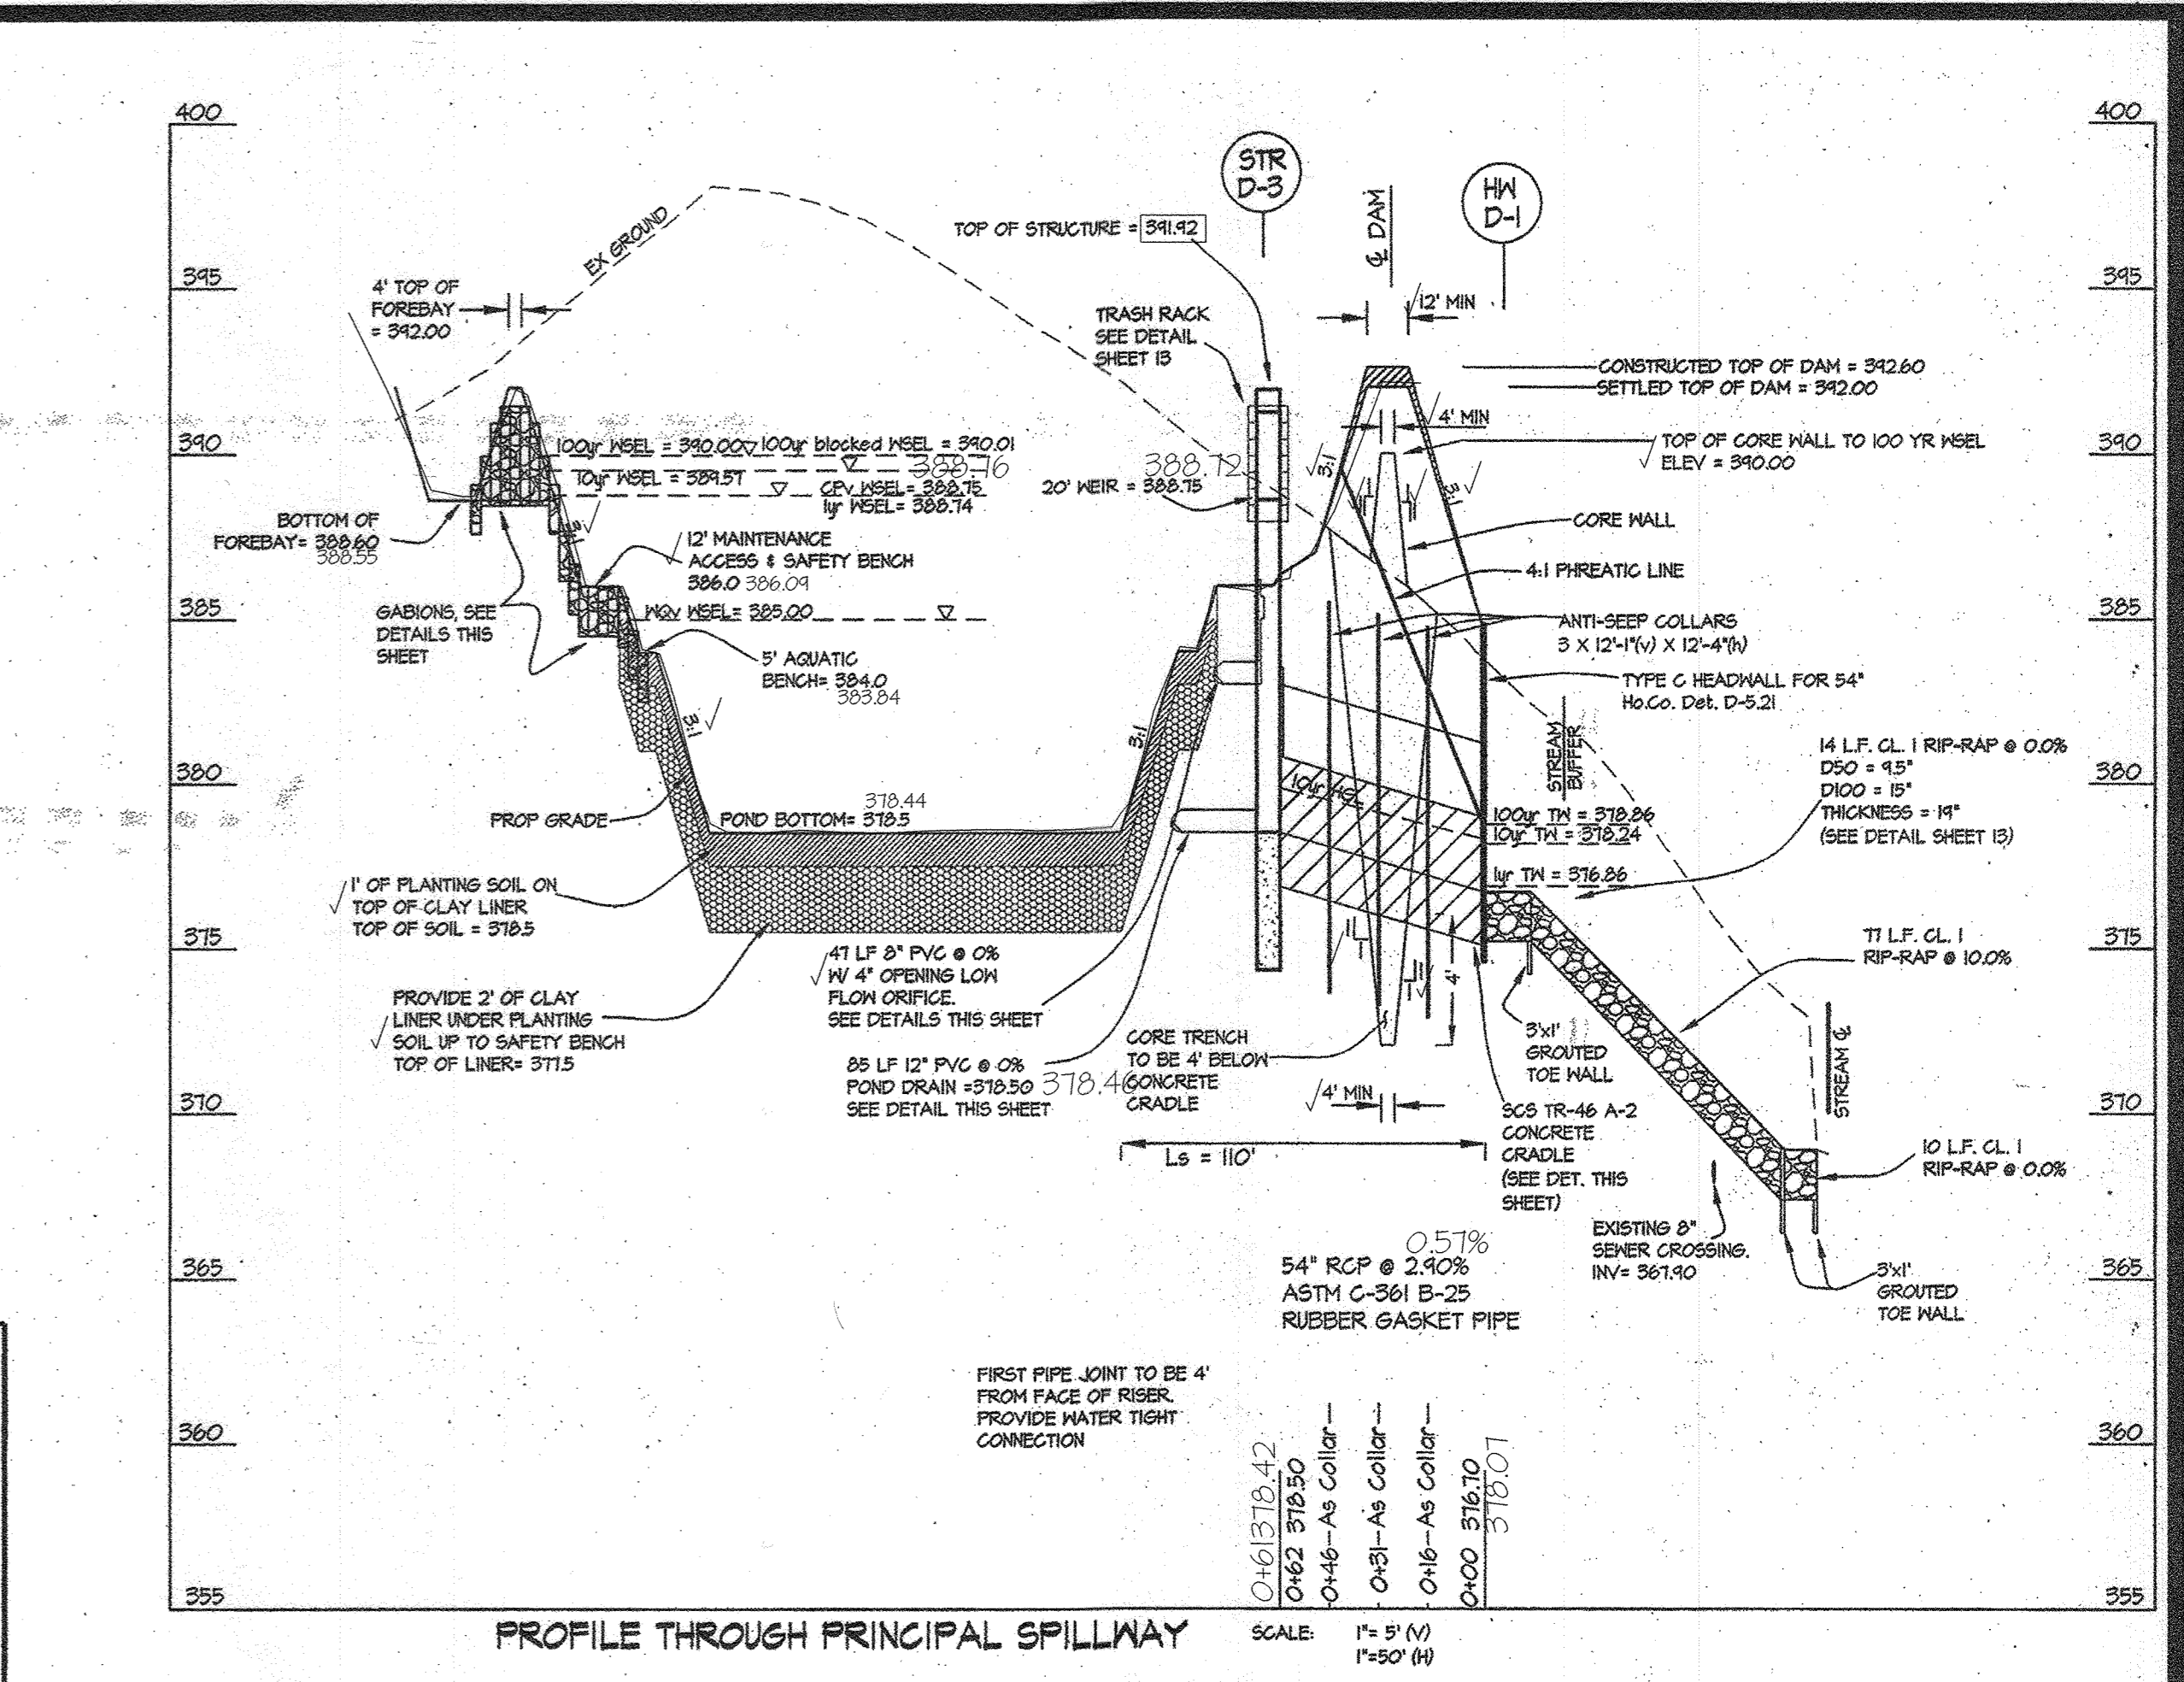 400
400
STR
D-3
HW
D-1
℄ DAM
EX GROUND
TOP OF STRUCTURE = 391.92
395
395
4' TOP OF
FOREBAY
= 392.00
TRASH RACK
SEE DETAIL
SHEET 13
√12' MIN
CONSTRUCTED TOP OF DAM = 392.60
SETTLED TOP OF DAM = 392.00
√4' MIN
390
390
100yr WSEL = 390.00
100yr blocked WSEL = 390.01
388.76
10yr WSEL = 389.57
CPv WSEL= 388.75
1yr WSEL= 388.74
388.72
20' WEIR = 388.75
√3:1
3:1√
√ TOP OF CORE WALL TO 100 YR WSEL
ELEV = 390.00
BOTTOM OF
FOREBAY= 388.60
388.55
3:1√
√12' MAINTENANCE
ACCESS & SAFETY BENCH
386.0 386.09
CORE WALL
4:1 PHREATIC LINE
385
385
GABIONS, SEE
DETAILS THIS
SHEET
WQv WSEL= 385.00
ANTI-SEEP COLLARS
3 X 12'-1"(v) X 12'-4"(h)
5' AQUATIC
BENCH= 384.0
383.84
TYPE C HEADWALL FOR 54"
Ho.Co. Det. D-5.21
3:1√
3:1
STREAM
BUFFER
14 L.F. CL. 1 RIP-RAP @ 0.0%
D50 = 9.5"
D100 = 15"
THICKNESS = 19"
(SEE DETAIL SHEET 13)
380
380
PROP GRADE
378.44
POND BOTTOM= 378.5
10yr HGL
100yr TW = 378.86
10yr TW = 378.24
1yr TW = 376.86
√1' OF PLANTING SOIL ON
TOP OF CLAY LINER
TOP OF SOIL = 378.5
375
375
77 L.F. CL. 1
RIP-RAP @ 10.0%
√47 LF 8" PVC @ 0%
W/ 4" OPENING LOW
FLOW ORIFICE.
SEE DETAILS THIS SHEET
4'
PROVIDE 2' OF CLAY
LINER UNDER PLANTING
√ SOIL UP TO SAFETY BENCH
TOP OF LINER= 377.5
85 LF 12" PVC @ 0%
POND DRAIN =378.50 378.46
SEE DETAIL THIS SHEET
CORE TRENCH
TO BE 4' BELOW
CONCRETE
CRADLE
3'x1'
GROUTED
TOE WALL
STREAM ℄
370
370
√4' MIN
SCS TR-46 A-2
CONCRETE
CRADLE
(SEE DET. THIS
SHEET)
Ls = 110'
10 L.F. CL. 1
RIP-RAP @ 0.0%
EXISTING 8"
SEWER CROSSING.
INV= 367.90
365
365
3'x1'
GROUTED
TOE WALL
0.57%
54" RCP @ 2.90%
ASTM C-361 B-25
RUBBER GASKET PIPE
FIRST PIPE JOINT TO BE 4'
FROM FACE OF RISER.
PROVIDE WATER TIGHT
CONNECTION
360
360
0+61 378.42
0+62 378.50
0+46—As Collar—
0+31—As Collar—
0+16—As Collar—
0+00 376.70
378.07
355
355
PROFILE THROUGH PRINCIPAL SPILLWAY
SCALE: 1"= 5' (V)
1"=50' (H)